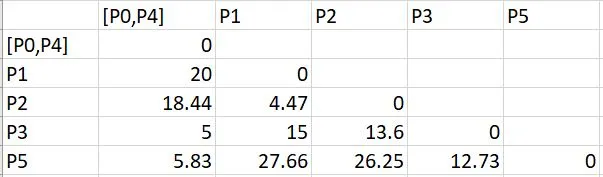 [P0,P4] P1 P2 P3 P5
[P0,P4] 0
P1 20 0
P2 18.44 4.47 0
P3 5 15 13.6 0
P5 5.83 27.66 26.25 12.73 0